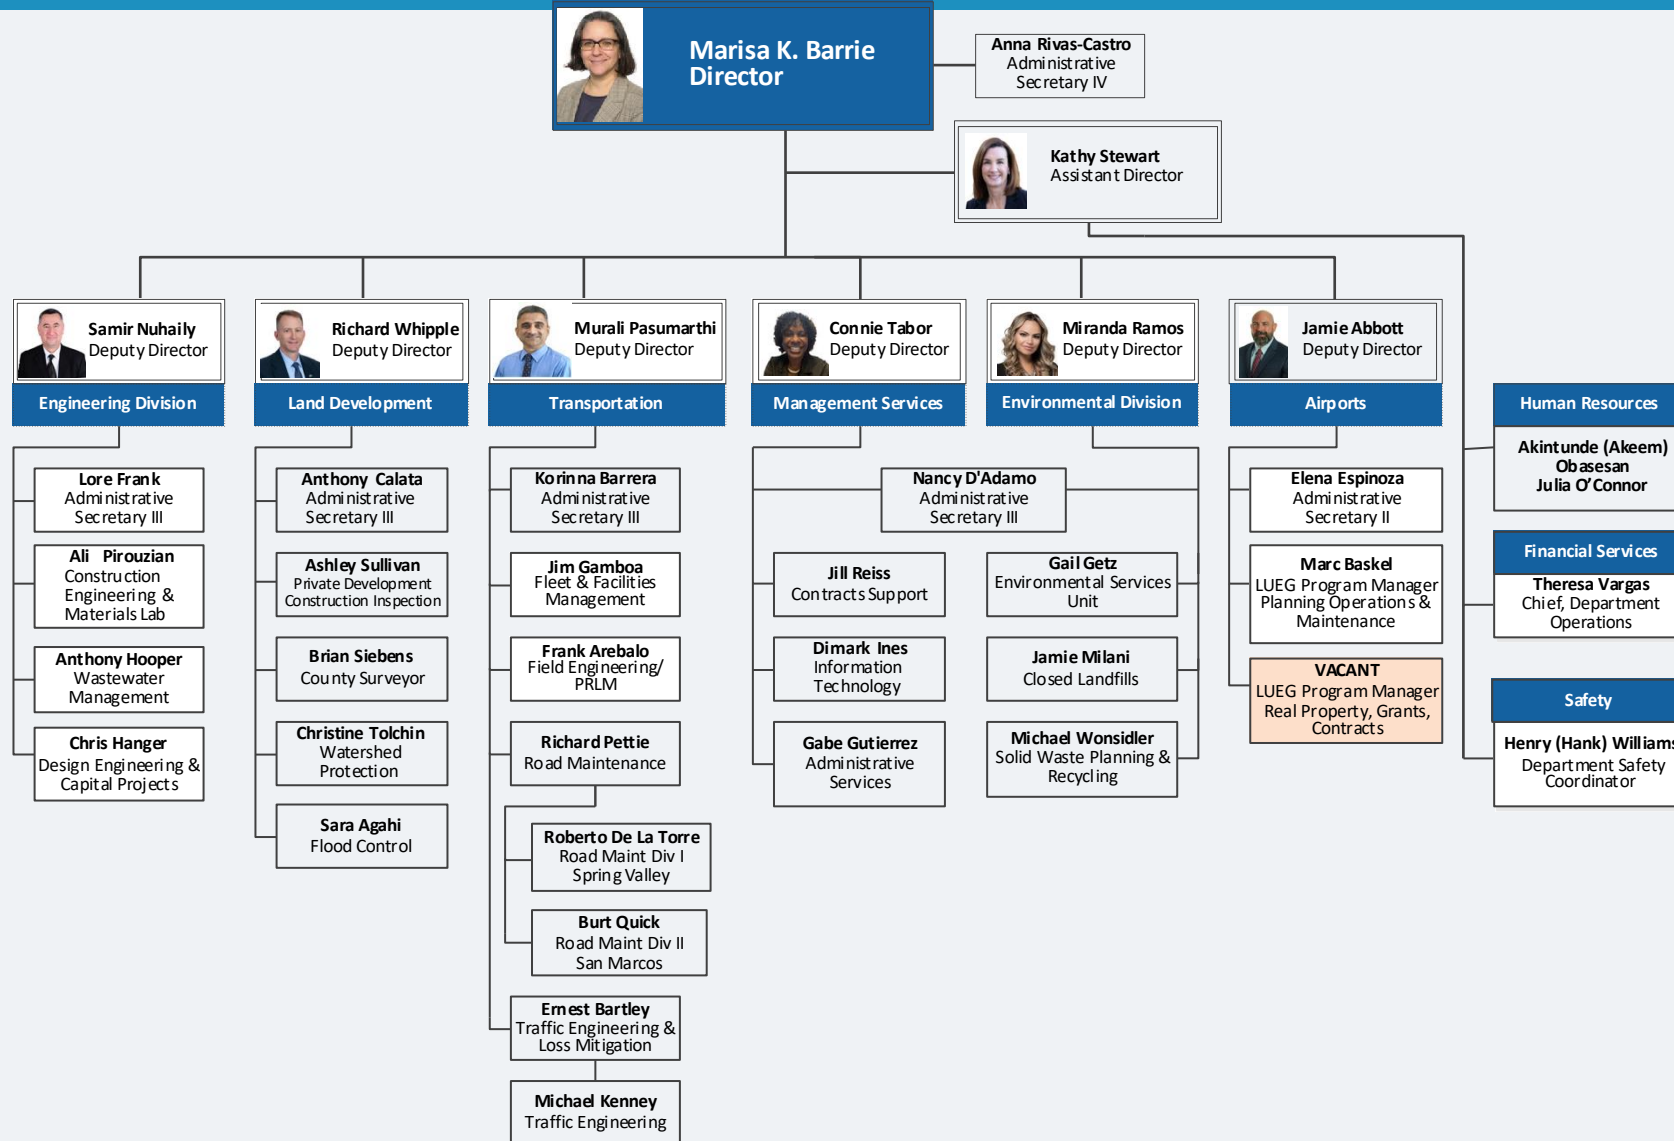 Marisa K. Barrie
Director
Anna Rivas-Castro
Administrative
Secretary IV
Kathy Stewart
Assistant Director
Samir Nuhaily
Deputy Director
Engineering Division
Lore Frank
Administrative
Secretary III
Ali Pirouzian
Construction
Engineering &
Materials Lab
Anthony Hooper
Wastewater
Management
Chris Hanger
Design Engineering &
Capital Projects
Richard Whipple
Deputy Director
Land Development
Anthony Calata
Administrative
Secretary III
Ashley Sullivan
Private Development
Construction Inspection
Brian Siebens
County Surveyor
Christine Tolchin
Watershed
Protection
Sara Agahi
Flood Control
Murali Pasumarthi
Deputy Director
Transportation
Korinna Barrera
Administrative
Secretary III
Jim Gamboa
Fleet & Facilities
Management
Frank Arebalo
Field Engineering/
PRLM
Richard Pettie
Road Maintenance
Roberto De La Torre
Road Maint Div I
Spring Valley
Burt Quick
Road Maint Div II
San Marcos
Ernest Bartley
Traffic Engineering &
Loss Mitigation
Michael Kenney
Traffic Engineering
Connie Tabor
Deputy Director
Management Services
Nancy D'Adamo
Administrative
Secretary III
Jill Reiss
Contracts Support
Dimark Ines
Information
Technology
Gabe Gutierrez
Administrative
Services
Miranda Ramos
Deputy Director
Environmental Division
Gail Getz
Environmental Services
Unit
Jamie Milani
Closed Landfills
Michael Wonsidler
Solid Waste Planning &
Recycling
Jamie Abbott
Deputy Director
Airports
Elena Espinoza
Administrative
Secretary II
Marc Baskel
LUEG Program Manager
Planning Operations &
Maintenance
VACANT
LUEG Program Manager
Real Property, Grants,
Contracts
Human Resources
Akintunde (Akeem)
Obasesan
Julia O’Connor
Financial Services
Theresa Vargas
Chief, Department
Operations
Safety
Henry (Hank) Williams
Department Safety
Coordinator